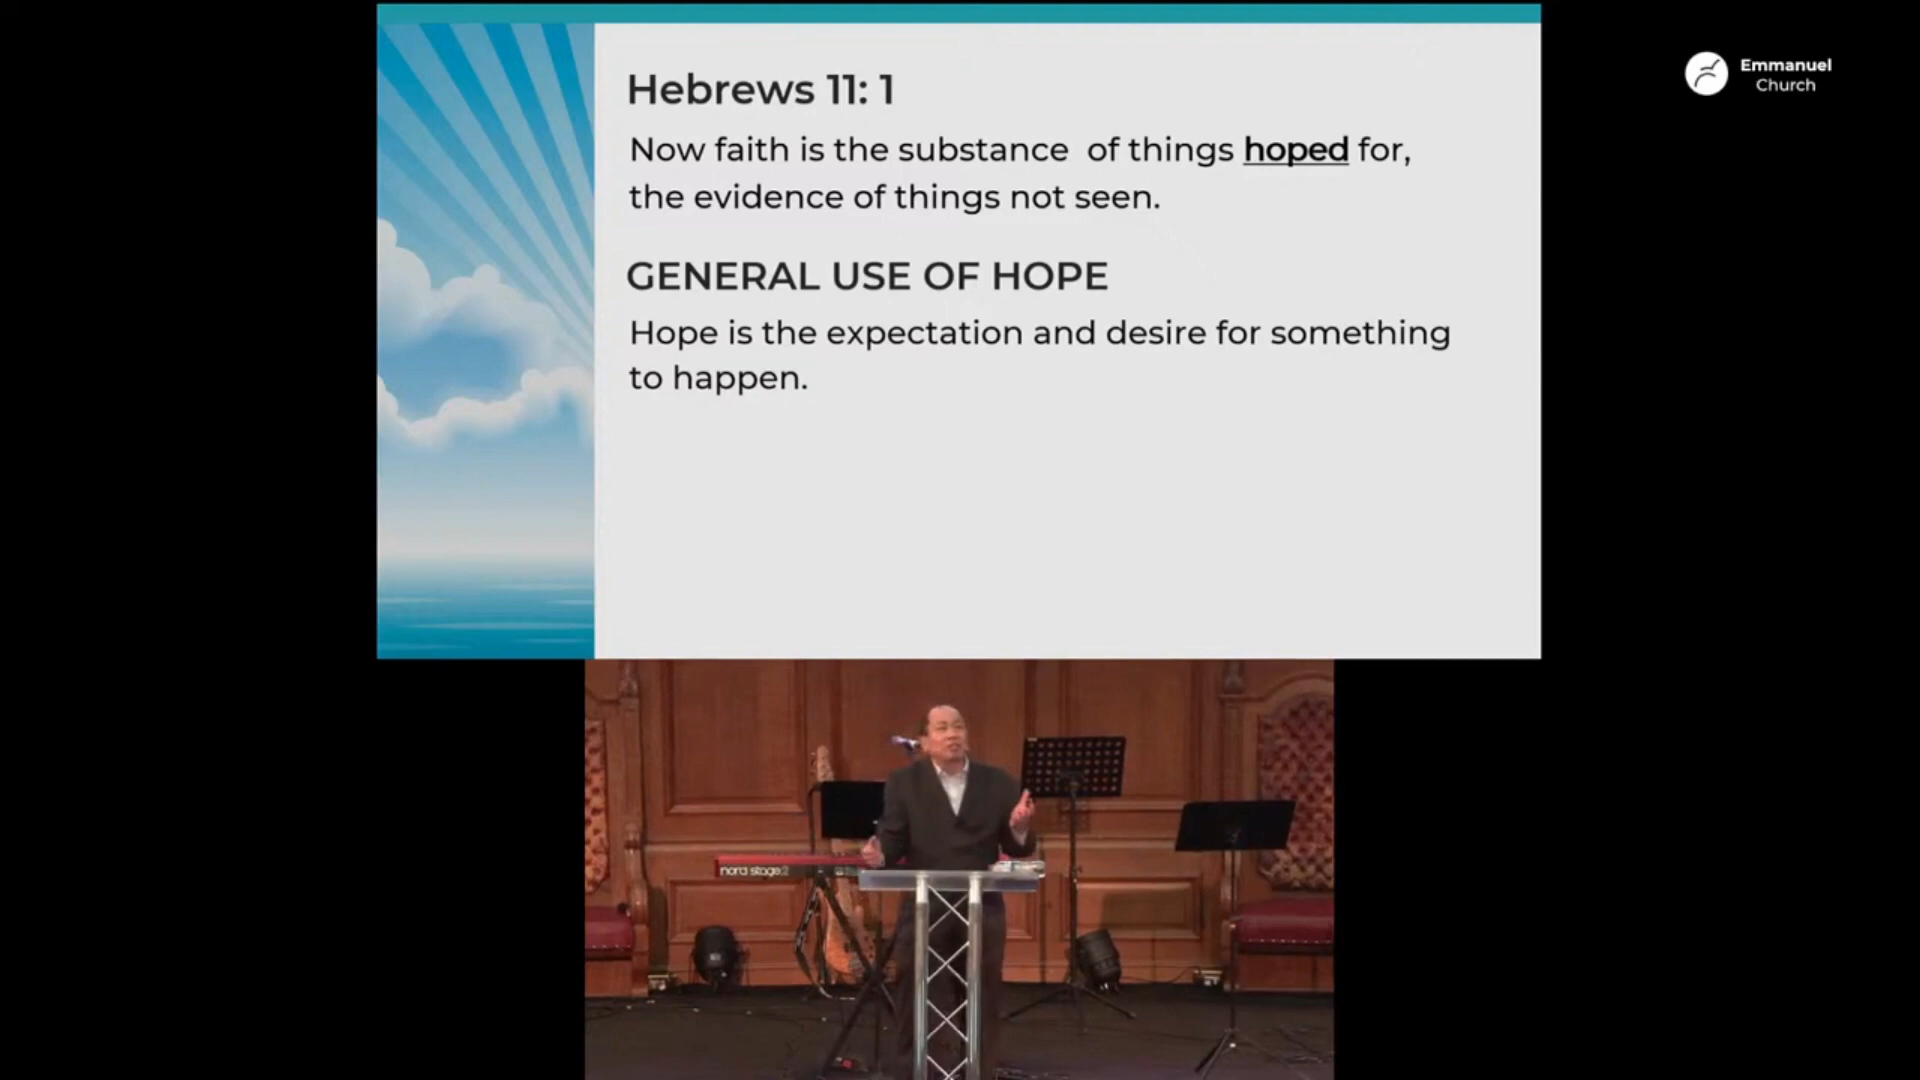 Hebrews 11: 1
Now faith is the substance of things hoped for,
the evidence of things not seen.
GENERAL USE OF HOPE
Hope is the expectation and desire for something
to happen.
Emmanuel
Church
nord stage 2